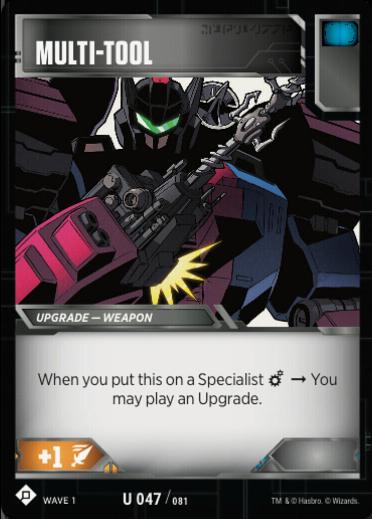 MULTI-TOOL
UPGRADE — WEAPON
When you put this on a Specialist → You
may play an Upgrade.
+1
WAVE 1 U 047 / 081 TM & © Hasbro. © Wizards.